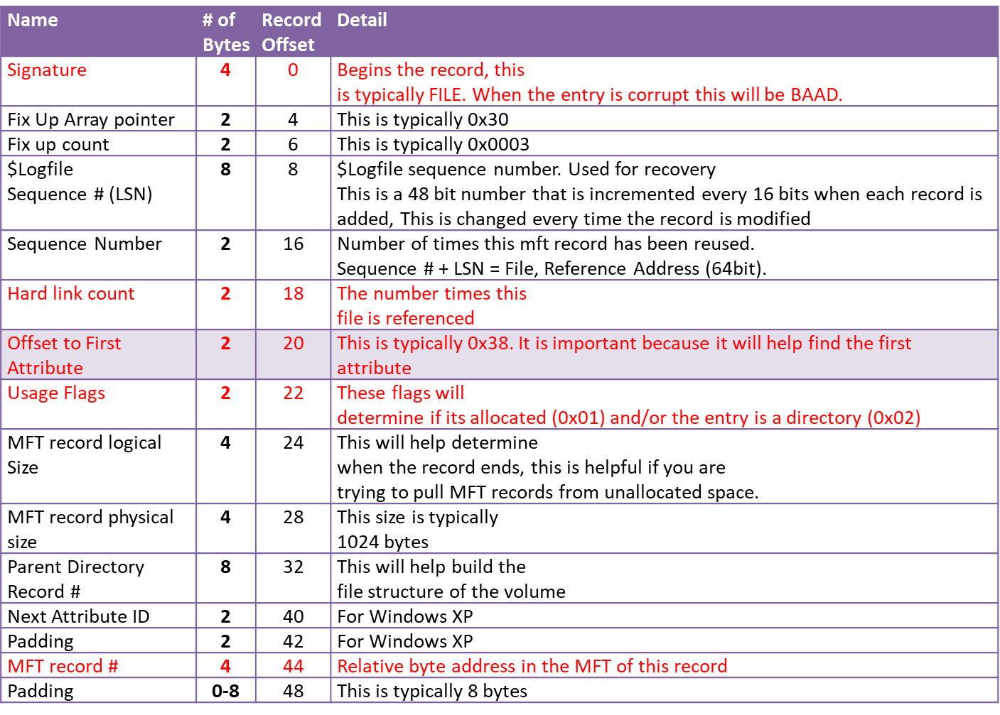 Name # of Bytes Record Offset Detail
Signature 4 0 Begins the record, this
is typically FILE. When the entry is corrupt this will be BAAD.
Fix Up Array pointer 2 4 This is typically 0x30
Fix up count 2 6 This is typically 0x0003
$Logfile 8 8 $Logfile sequence number. Used for recovery
Sequence # (LSN) This is a 48 bit number that is incremented every 16 bits when each record is
added, This is changed every time the record is modified
Sequence Number 2 16 Number of times this mft record has been reused.
Sequence # + LSN = File, Reference Address (64bit).
Hard link count 2 18 The number times this
file is referenced
Offset to First 2 20 This is typically 0x38. It is important because it will help find the first
Attribute attribute
Usage Flags 2 22 These flags will
determine if its allocated (0x01) and/or the entry is a directory (0x02)
MFT record logical 4 24 This will help determine
Size when the record ends, this is helpful if you are
trying to pull MFT records from unallocated space.
MFT record physical 4 28 This size is typically
size 1024 bytes
Parent Directory 8 32 This will help build the
Record # file structure of the volume
Next Attribute ID 2 40 For Windows XP
Padding 2 42 For Windows XP
MFT record # 4 44 Relative byte address in the MFT of this record
Padding 0-8 48 This is typically 8 bytes